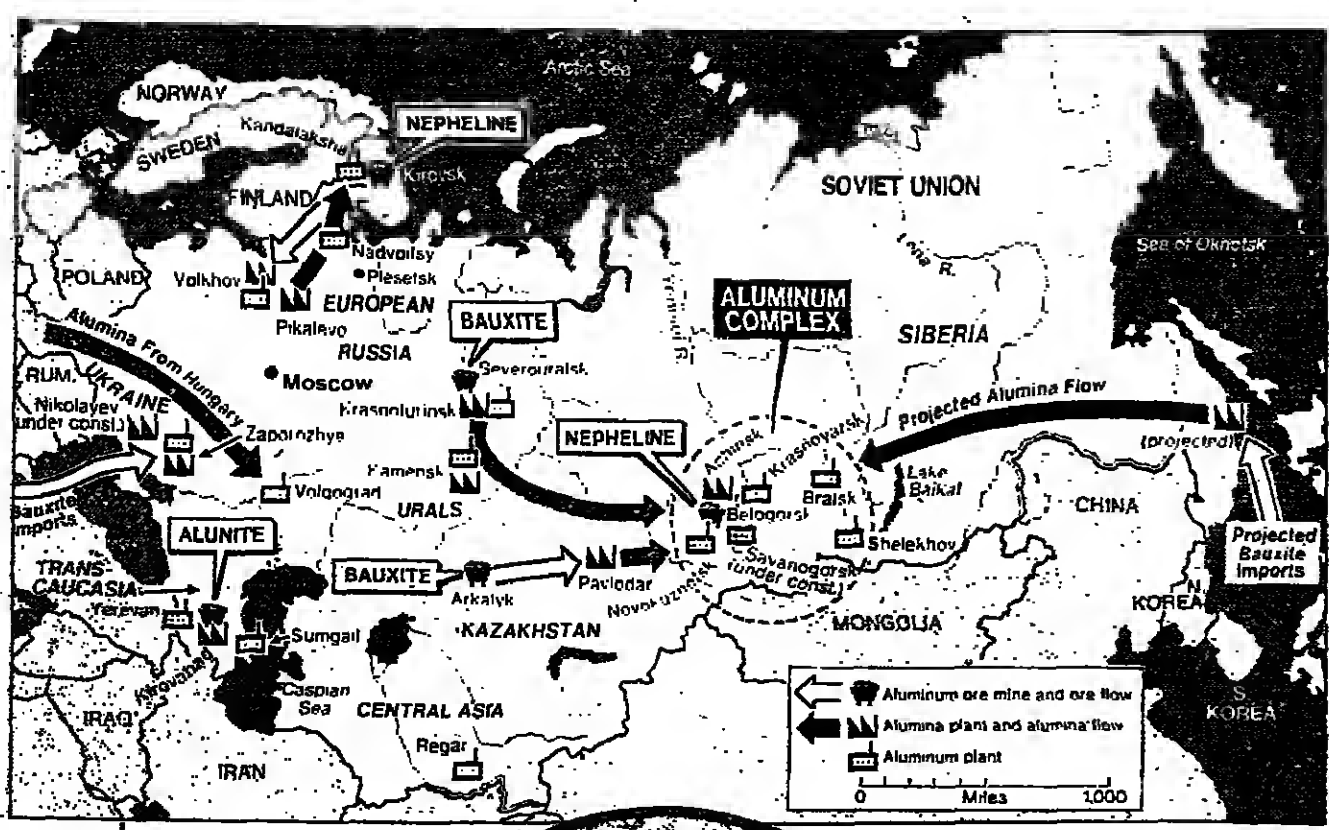 Arctic Sea
NORWAY
SWEDEN
FINLAND
Kandalaksha
NEPHELINE
Kirovsk
SOVIET UNION
Sea of Okhotsk
Lena R.
POLAND
Volkhov
Nadvoitsy
Plesetsk
Pikalevo
EUROPEAN
RUSSIA
BAUXITE
ALUMINUM
COMPLEX
SIBERIA
Alumina From Hungary
Moscow
Severouralsk
Krasnoturinsk
RUM.
UKRAINE
Nikolayev
(under const.)
Zaporozhye
NEPHELINE
Achinsk
Krasnoyarsk
Projected Alumina Flow
(projected)
Kamensk
Bratsk
Lake
Baikal
Volgograd
URALS
Belogorsk
CHINA
Bauxite
Imports
ALUNITE
Shelekhov
Savanogorsk
(under const.)
Projected
Bauxite
Imports
TRANS-
CAUCASIA
BAUXITE
Arkalyk
Pavlodar
Novokuznetsk
N.
KOREA
Yerevan
Sumgait
KAZAKHSTAN
MONGOLIA
Kirovabad
Caspian
Sea
CENTRAL ASIA
IRAQ
IRAN
Regar
S.
KOREA
Aluminum ore mine and ore flow
Alumina plant and alumina flow
Aluminum plant
0 Miles 1,000